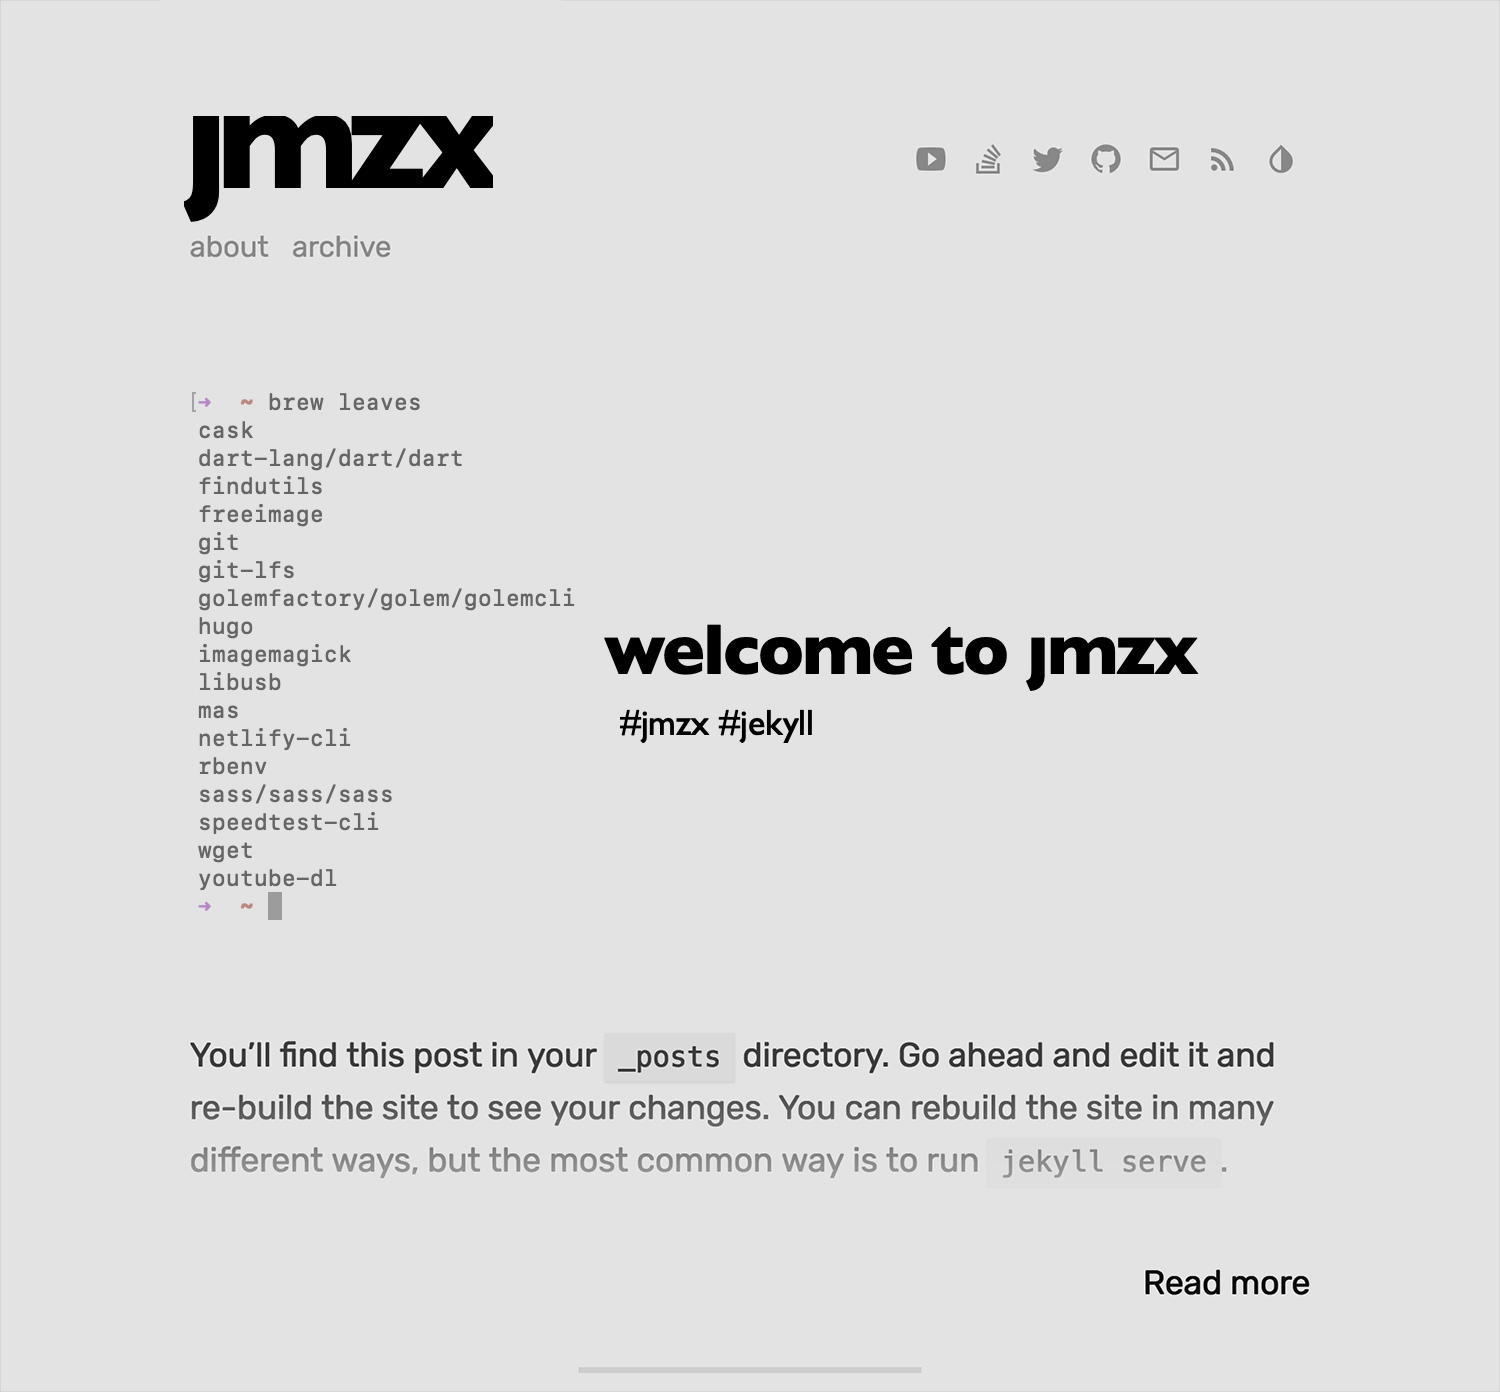 ȷmzx
about archive
[➜ ~ brew leaves
cask
dart-lang/dart/dart
findutils
freeimage
git
git-lfs
golemfactory/golem/golemcli
hugo
imagemagick
libusb
mas
netlify-cli
rbenv
sass/sass/sass
speedtest-cli
wget
youtube-dl
➜ ~
welcome to ȷmzx
#jmzx #jekyll
You’ll find this post in your _posts directory. Go ahead and edit it and
re-build the site to see your changes. You can rebuild the site in many
different ways, but the most common way is to run jekyll serve .
Read more